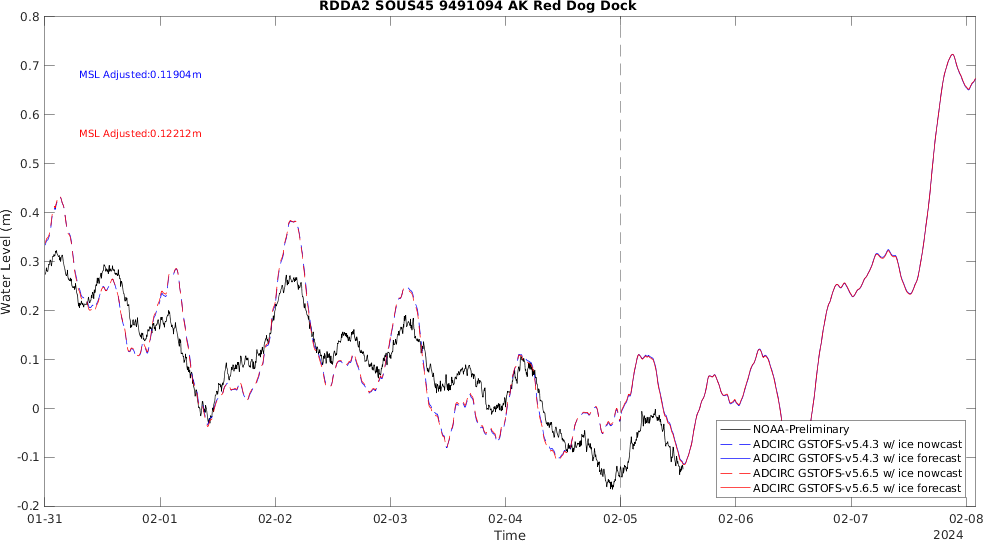 RDDA2 SOUS45 9491094 AK Red Dog Dock
0.8
0.7
0.6
0.5
0.4
0.3
0.2
0.1
0
-0.1
-0.2
Water Level (m)
MSL Adjusted:0.11904m
MSL Adjusted:0.12212m
NOAA-Preliminary
ADCIRC GSTOFS-v5.4.3 w/ ice nowcast
ADCIRC GSTOFS-v5.4.3 w/ ice forecast
ADCIRC GSTOFS-v5.6.5 w/ ice nowcast
ADCIRC GSTOFS-v5.6.5 w/ ice forecast
01-31 02-01 02-02 02-03 02-04 02-05 02-06 02-07 02-08
Time
2024